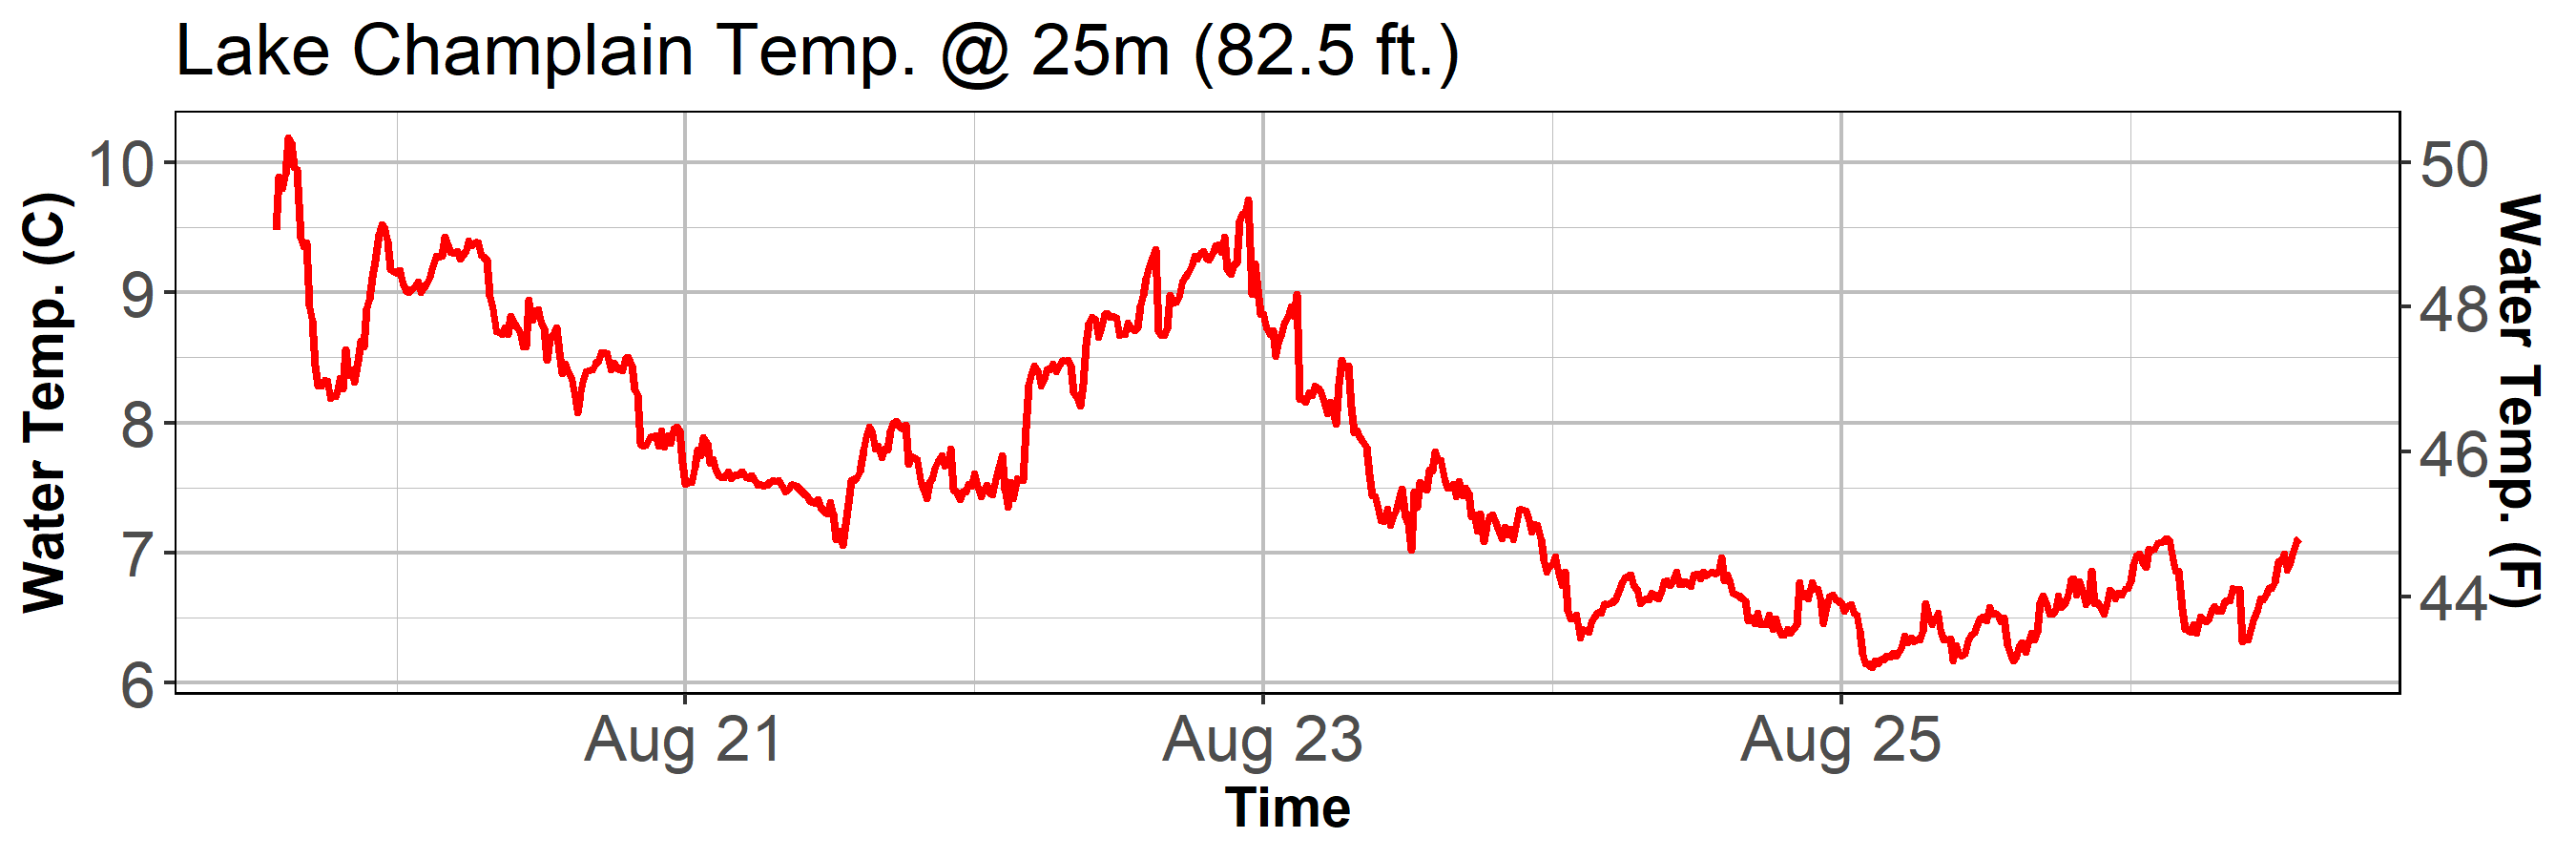 Lake Champlain Temp. @ 25m (82.5 ft.)
Water Temp. (C)
10
9
8
7
6
50
48
46
44
Water Temp. (F)
Aug 21
Aug 23
Aug 25
Time